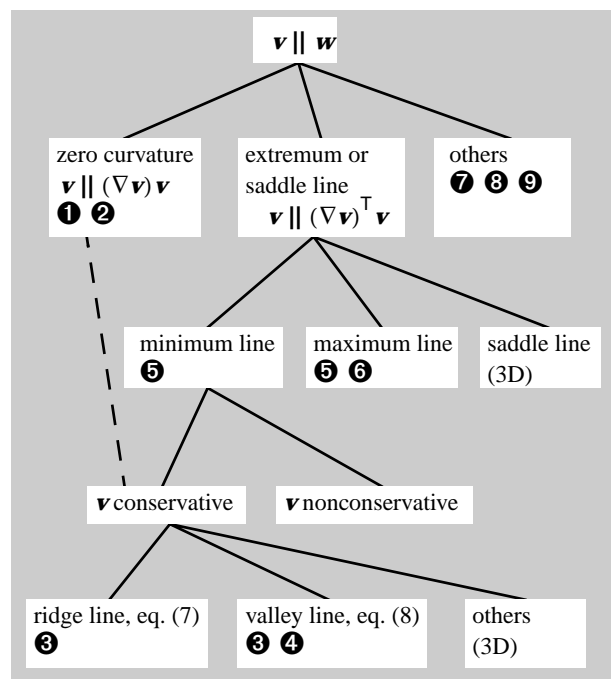 v || w
zero curvature
v || (∇v) v
❶ ❷
extremum or
saddle line
v || (∇v)ᵀ v
others
❼ ❽ ❾
minimum line
❺
maximum line
❺ ❻
saddle line
(3D)
v conservative
v nonconservative
ridge line, eq. (7)
❸
valley line, eq. (8)
❸ ❹
others
(3D)